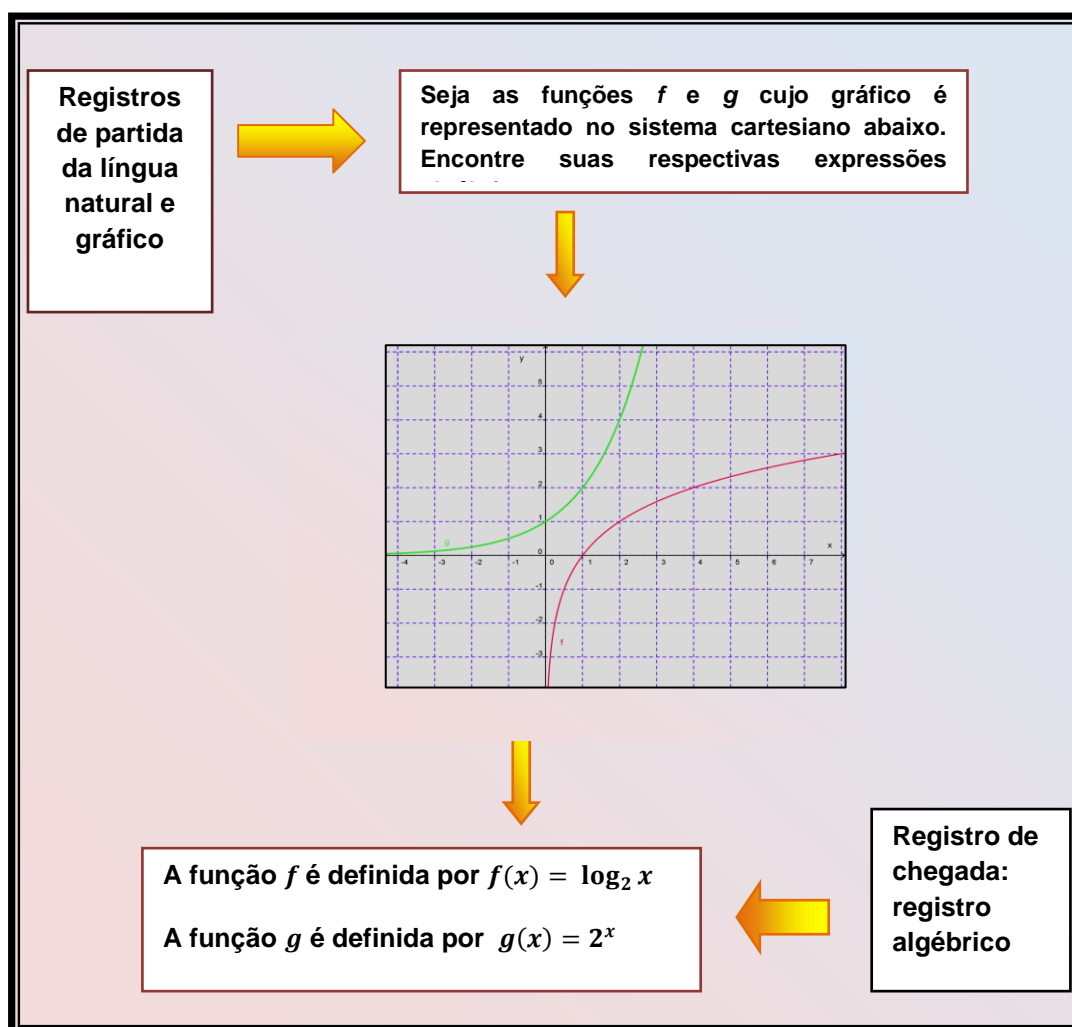 Registros
de partida
da língua
natural e
gráfico
Seja as funções f e g cujo gráfico é
representado no sistema cartesiano abaixo.
Encontre suas respectivas expressões
y
5
4
3
2
1
0
-1
-2
-3
-4 -3 -2 -1 0 1 2 3 4 5 6 7
x
g
f
A função f é definida por f(x) = log₂ x
A função g é definida por g(x) = 2ˣ
Registro de
chegada:
registro
algébrico